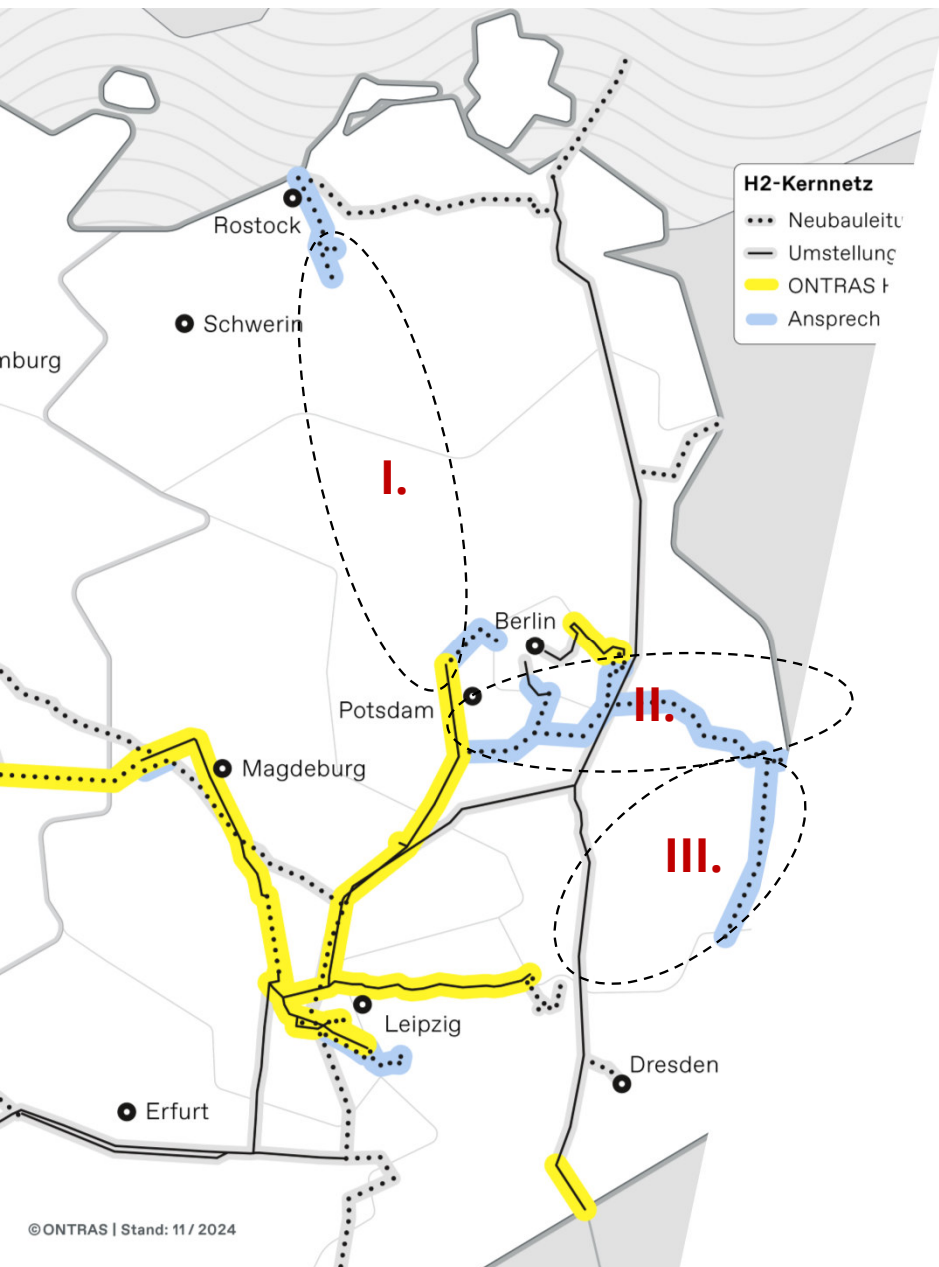 H2-Kernnetz
Neubauleitu
Umstellung
ONTRAS H
Ansprech
Rostock
Schwerin
mburg
I.
Berlin
Potsdam
II.
Magdeburg
III.
Leipzig
Dresden
Erfurt
©ONTRAS | Stand: 11/2024